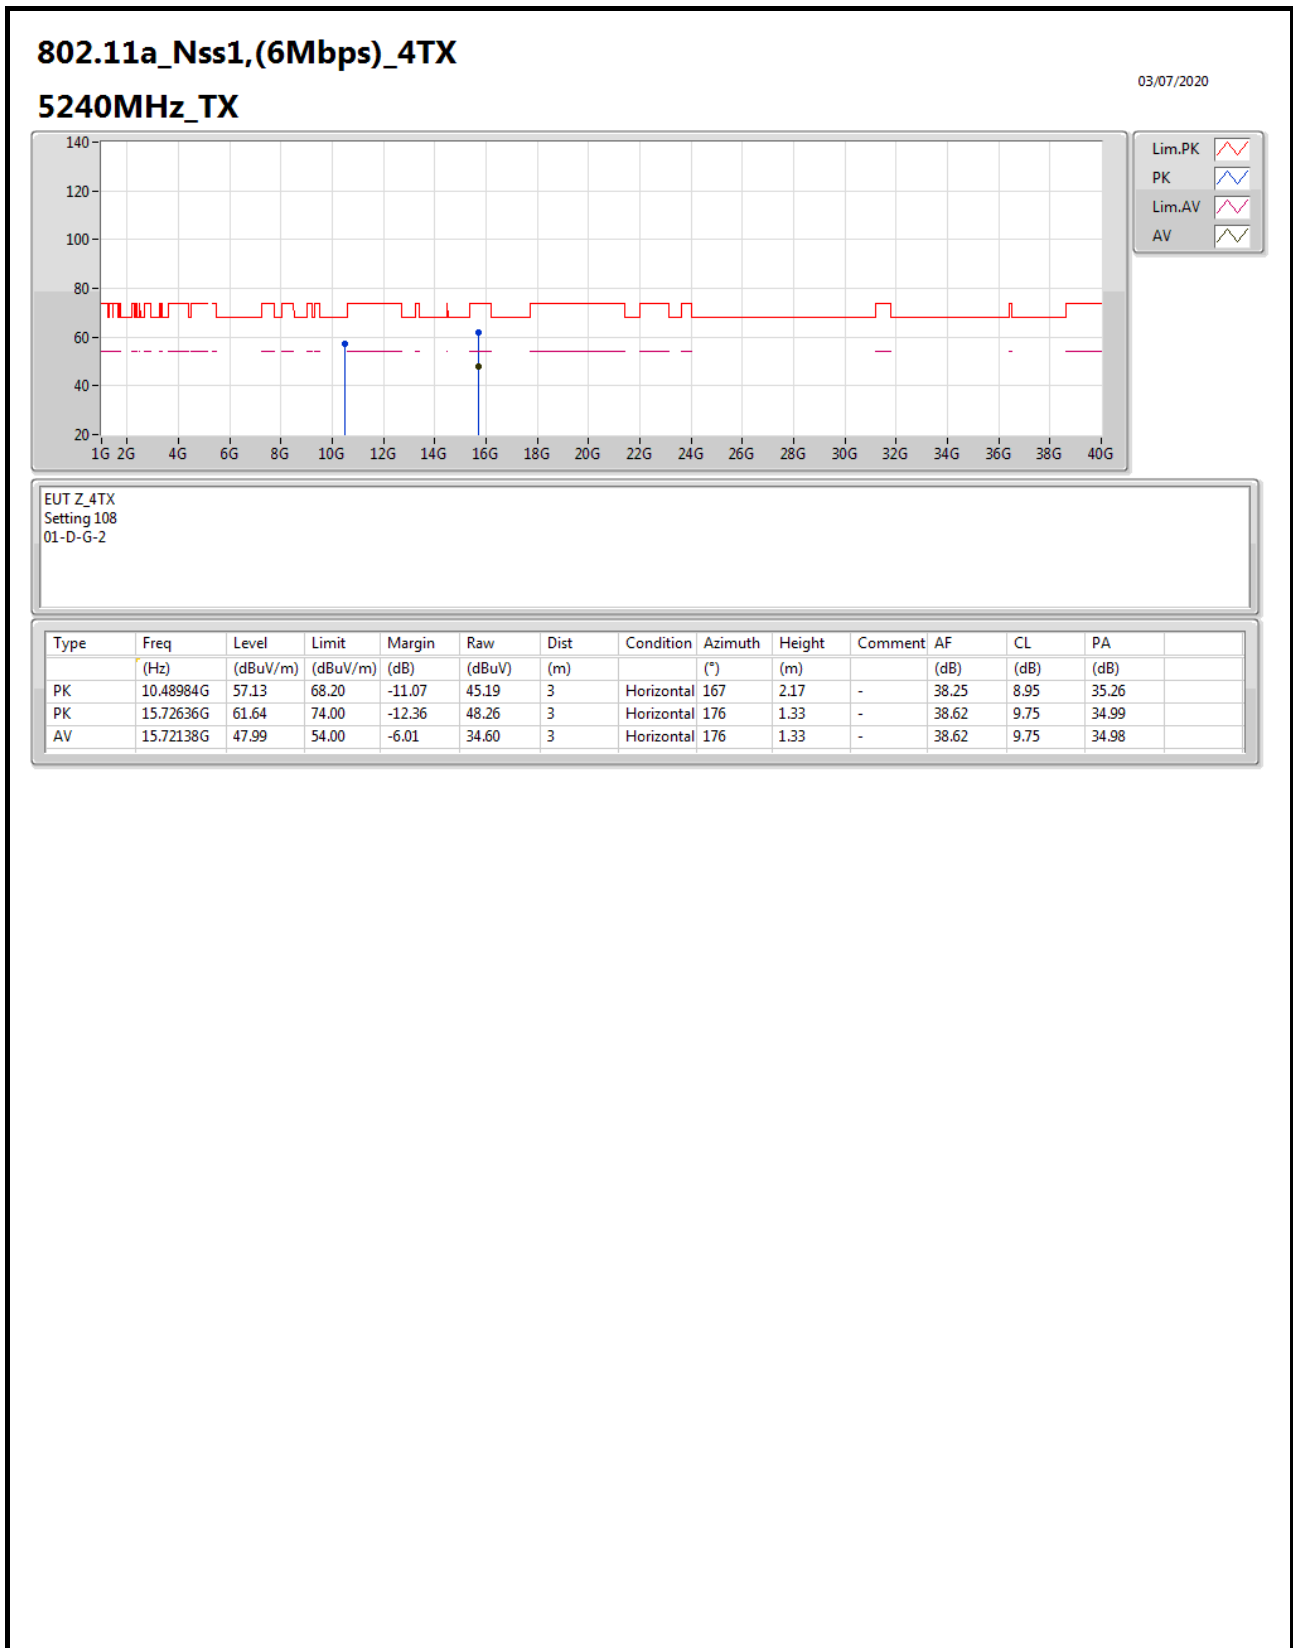 802.11a_Nss1,(6Mbps)_4TX
03/07/2020
5240MHz_TX
140
120
100
80
60
40
20
1G 2G 4G 6G 8G 10G 12G 14G 16G 18G 20G 22G 24G 26G 28G 30G 32G 34G 36G 38G 40G
Lim.PK
PK
Lim.AV
AV
EUT Z_4TX
Setting 108
01-D-G-2
Type Freq Level Limit Margin Raw Dist Condition Azimuth Height Comment AF CL PA
(Hz) (dBuV/m) (dBuV/m) (dB) (dBuV) (m) (°) (m) (dB) (dB) (dB)
PK 10.48984G 57.13 68.20 -11.07 45.19 3 Horizontal 167 2.17 - 38.25 8.95 35.26
PK 15.72636G 61.64 74.00 -12.36 48.26 3 Horizontal 176 1.33 - 38.62 9.75 34.99
AV 15.72138G 47.99 54.00 -6.01 34.60 3 Horizontal 176 1.33 - 38.62 9.75 34.98